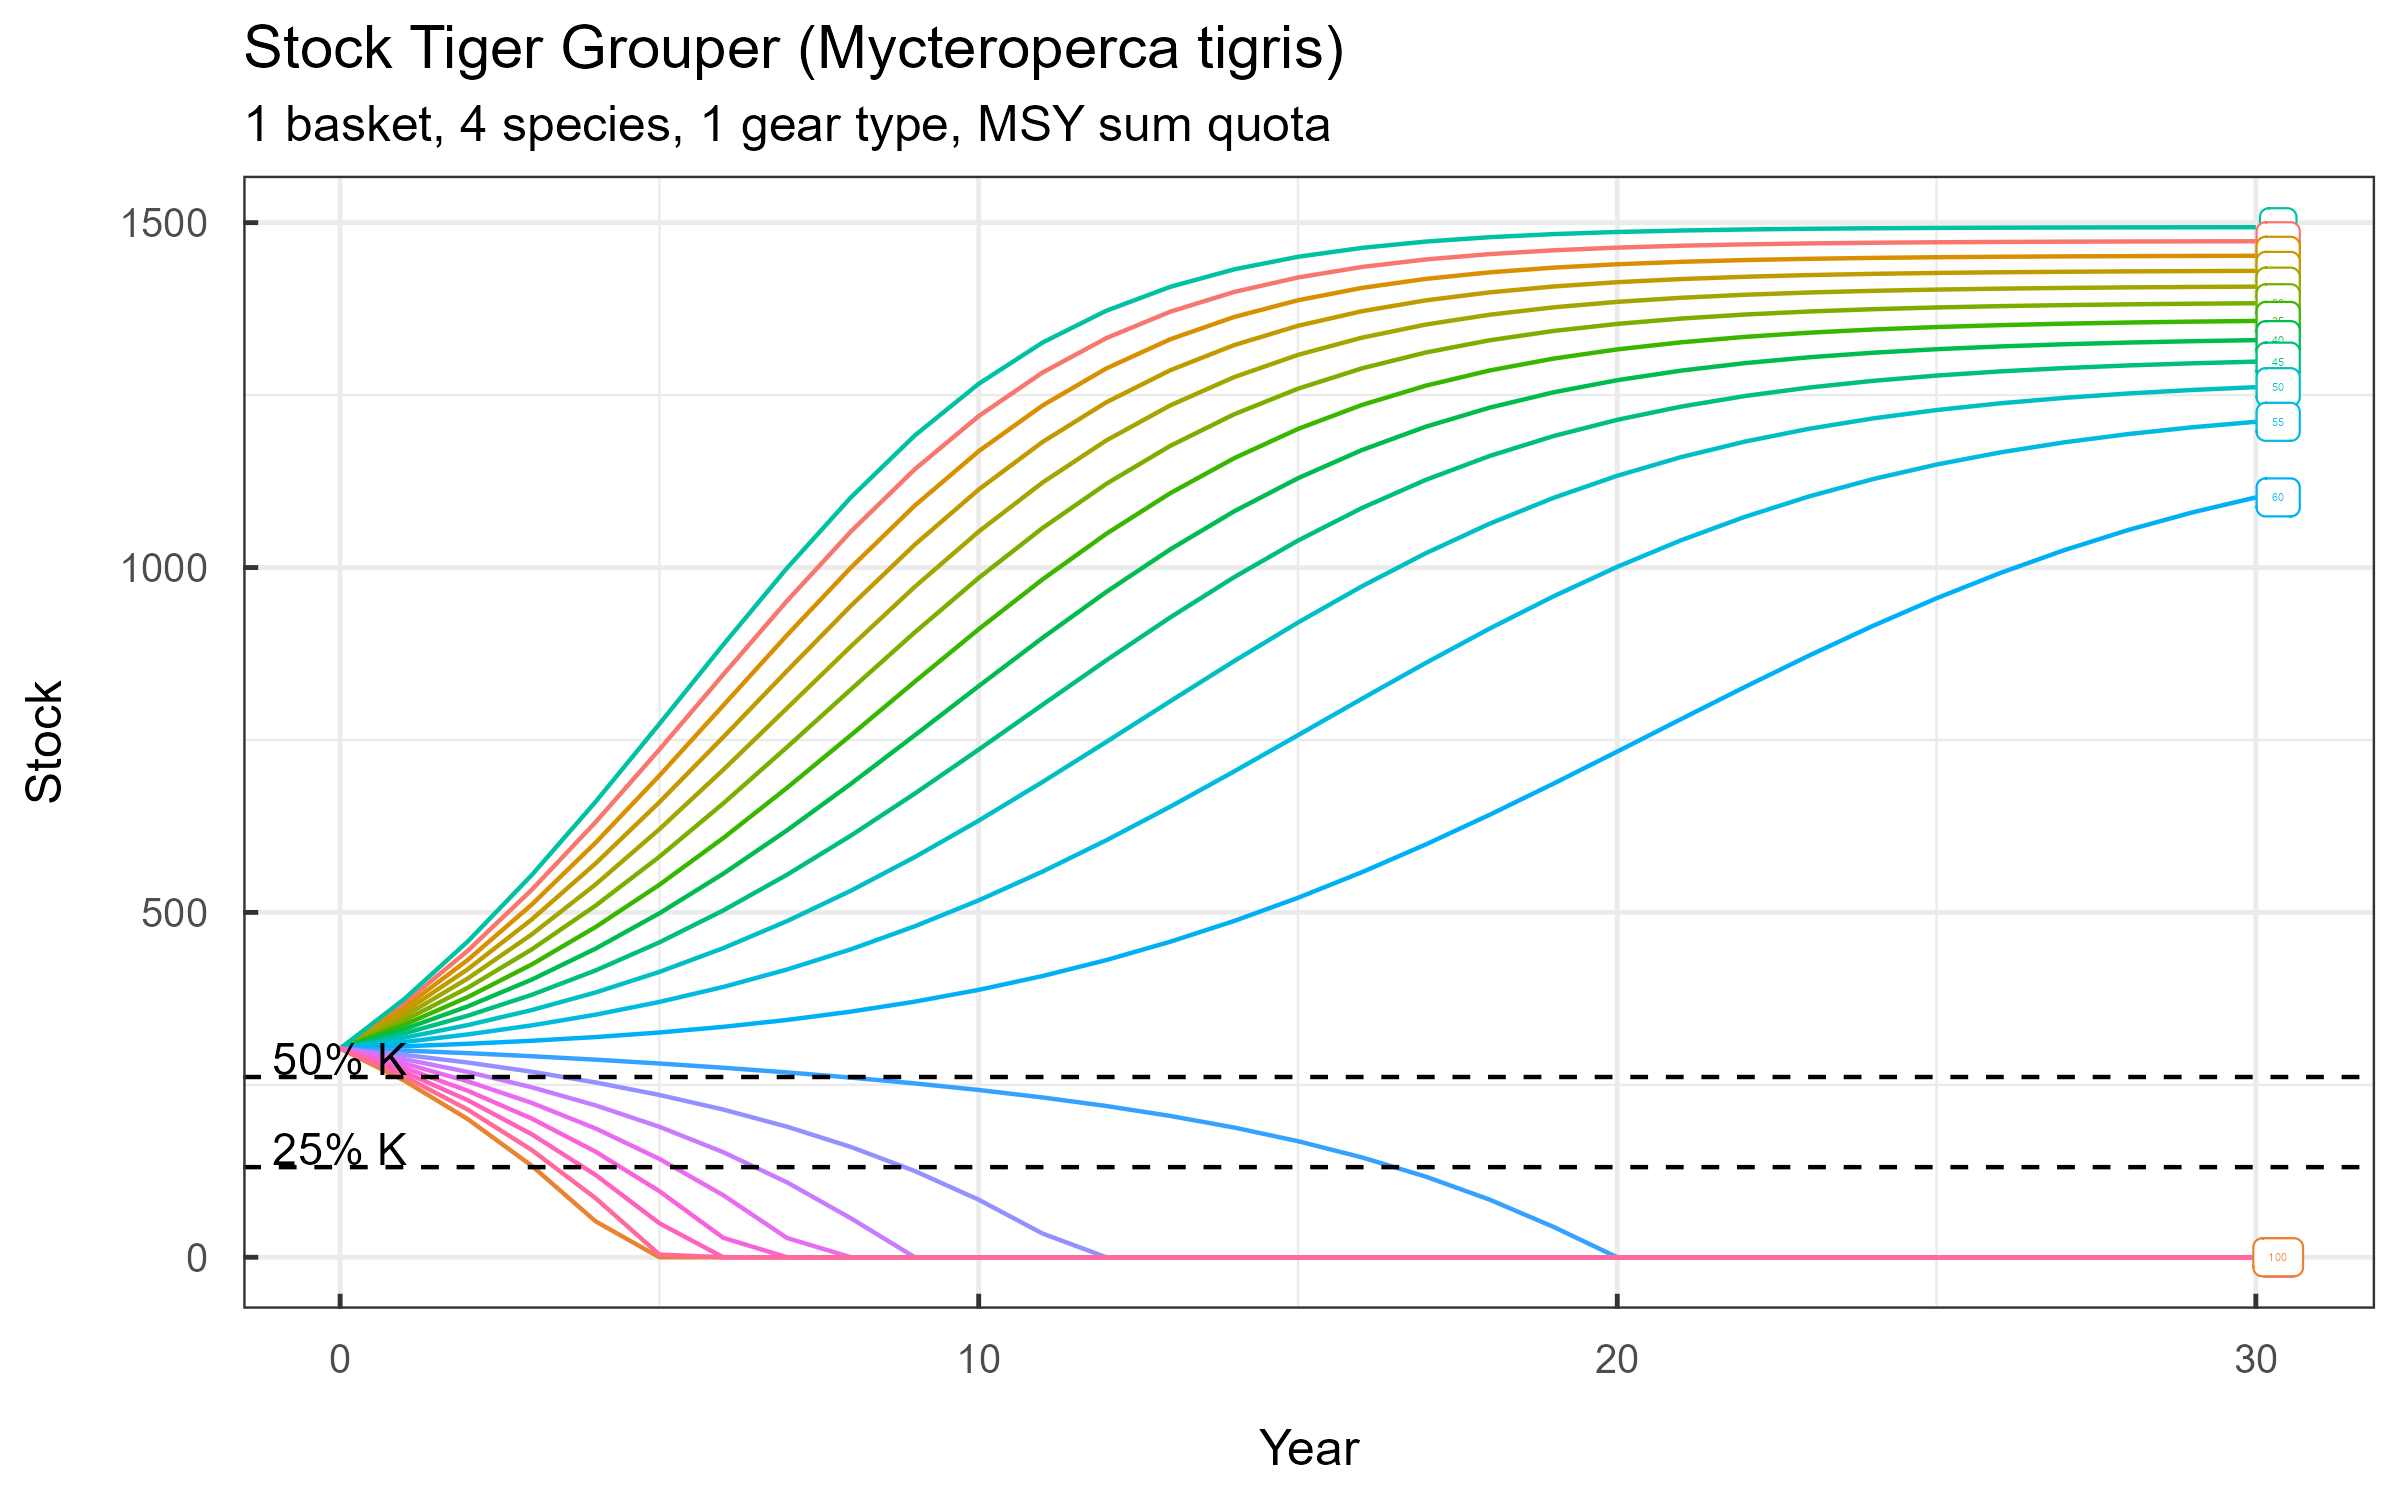 Stock Tiger Grouper (Mycteroperca tigris)
1 basket, 4 species, 1 gear type, MSY sum quota
Stock
1500
1000
500
0
50% K
25% K
40
45
50
55
60
100
0
10
20
30
Year